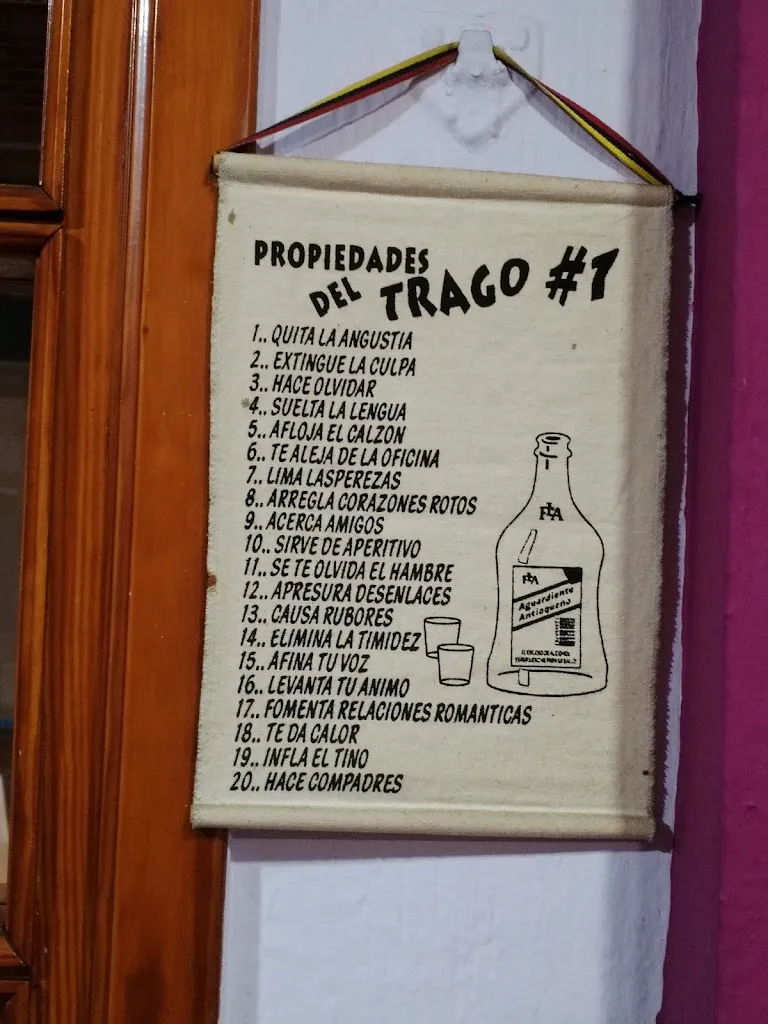 PROPIEDADES
DEL TRAGO #1
1.. QUITA LA ANGUSTIA
2.. EXTINGUE LA CULPA
3.. HACE OLVIDAR
4.. SUELTA LA LENGUA
5.. AFLOJA EL CALZON
6.. TE ALEJA DE LA OFICINA
7.. LIMA LASPEREZAS
8.. ARREGLA CORAZONES ROTOS
9.. ACERCA AMIGOS
10.. SIRVE DE APERITIVO
11.. SE TE OLVIDA EL HAMBRE
12.. APRESURA DESENLACES
13.. CAUSA RUBORES
14.. ELIMINA LA TIMIDEZ
15.. AFINA TU VOZ
16.. LEVANTA TU ANIMO
17.. FOMENTA RELACIONES ROMANTICAS
18.. TE DA CALOR
19.. INFLA EL TINO
20.. HACE COMPADRES
FLA
FLA
Aguardiente
Antioqueño